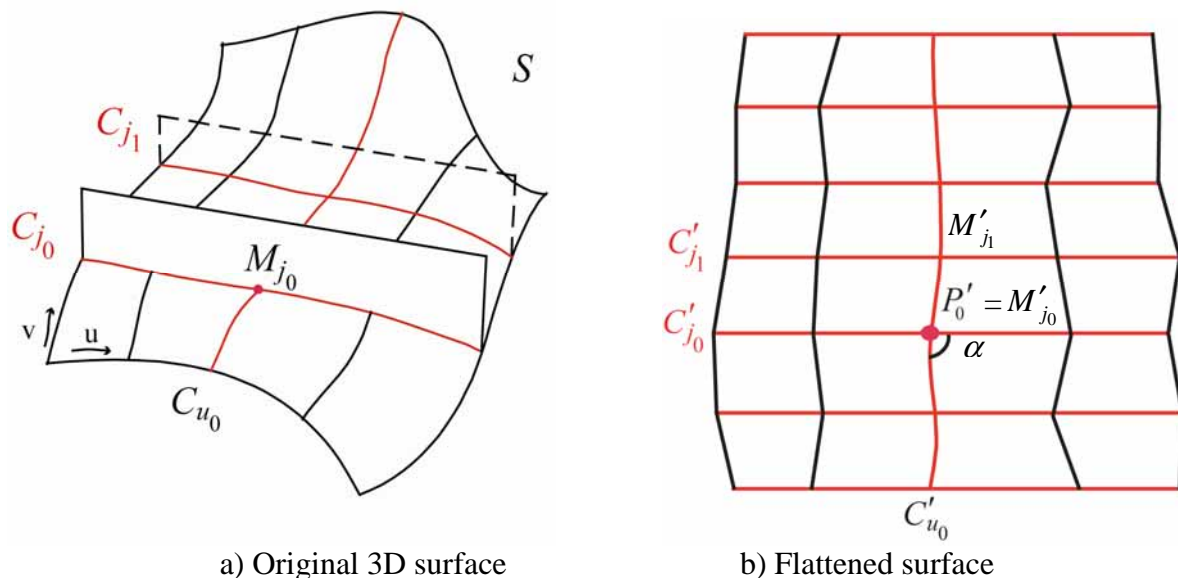 S
C_{j_1}
C_{j_0}
M_{j_0}
v
u
C_{u_0}
a) Original 3D surface
M'_{j_1}
C'_{j_1}
P'_0 = M'_{j_0}
C'_{j_0}
α
C'_{u_0}
b) Flattened surface